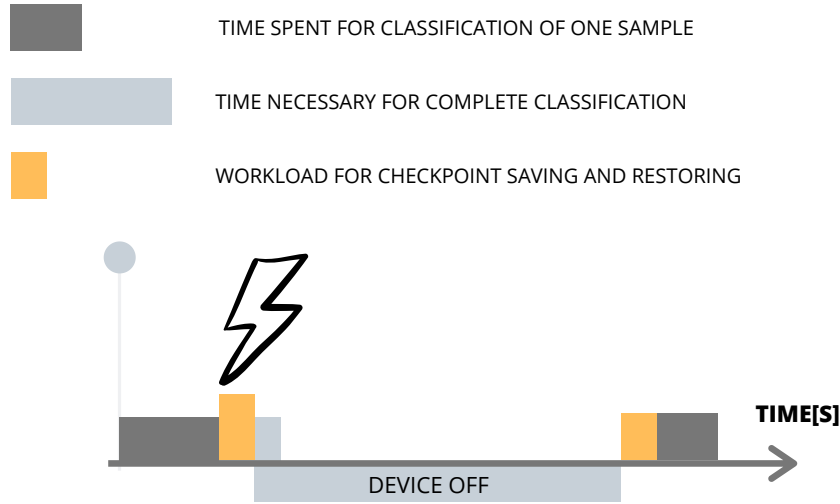 TIME SPENT FOR CLASSIFICATION OF ONE SAMPLE
TIME NECESSARY FOR COMPLETE CLASSIFICATION
WORKLOAD FOR CHECKPOINT SAVING AND RESTORING
TIME[S]
DEVICE OFF